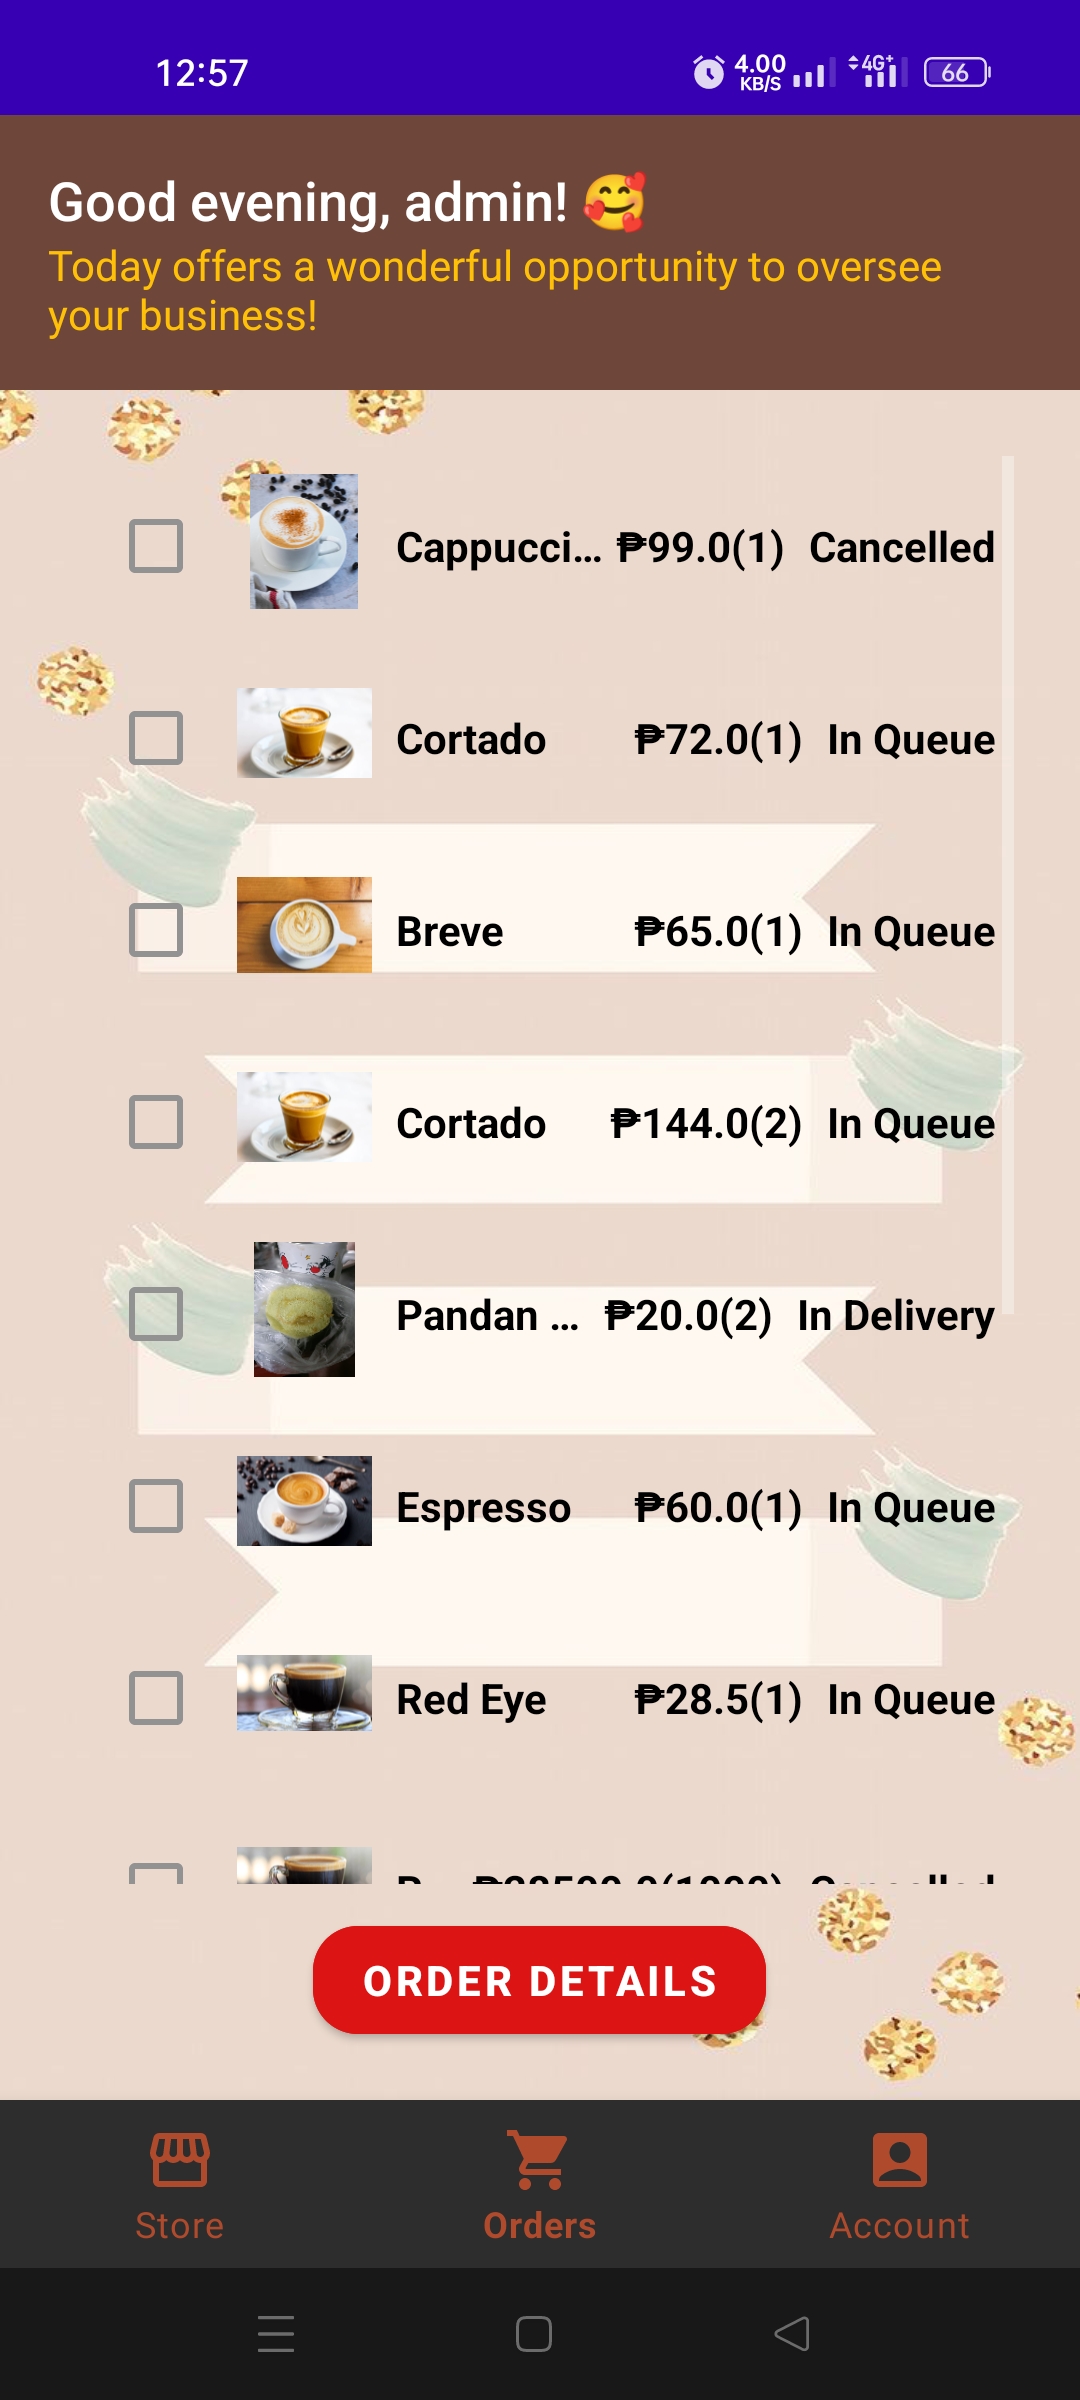 12:57
4.00
KB/S
4G+
66
Good evening, admin! 🥰
Today offers a wonderful opportunity to oversee
your business!
Cappucci... ₱99.0(1) Cancelled
Cortado ₱72.0(1) In Queue
Breve ₱65.0(1) In Queue
Cortado ₱144.0(2) In Queue
Pandan ... ₱20.0(2) In Delivery
Espresso ₱60.0(1) In Queue
Red Eye ₱28.5(1) In Queue
ORDER DETAILS
Store
Orders
Account